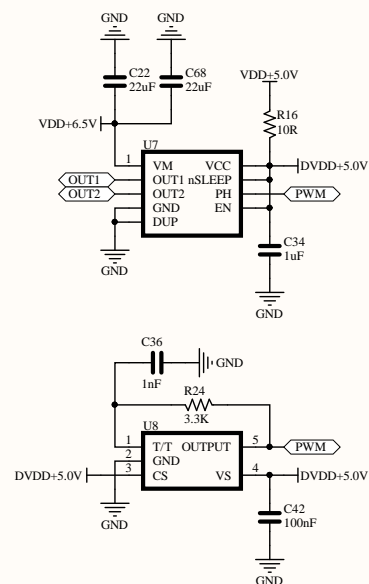 GND GND
C22 C68
22uF 22uF
VDD+6.5V
VDD+5.0V
R16
10R
U7
1 VM VCC DVDD+5.0V
OUT1 OUT1 nSLEEP
OUT2 OUT2 PH PWM
GND EN
DUP
GND
C34
1uF
GND
C36
1nF
GND
R24
3.3K
U8
1 T/T OUTPUT 5 PWM
2 GND
DVDD+5.0V 3 CS VS 4 DVDD+5.0V
GND
C42
100nF
GND